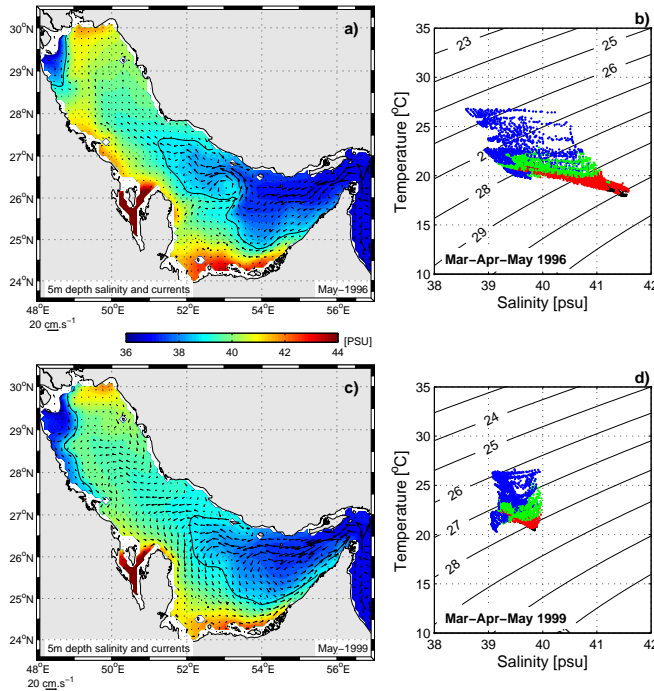 a)
30°N
29°N
28°N
27°N
26°N
25°N
24°N
5m depth salinity and currents
May−1996
48°E 50°E 52°E 54°E 56°E
20 cm.s−1
b)
35
30
25
20
15
10
Temperature [°C]
23
25
26
28
29
Mar−Apr−May 1996
38 39 40 41 42
Salinity [psu]
[PSU]
36 38 40 42 44
c)
30°N
29°N
28°N
27°N
26°N
25°N
24°N
5m depth salinity and currents
May−1999
48°E 50°E 52°E 54°E 56°E
20 cm.s−1
d)
35
30
25
20
15
10
Temperature [°C]
24
25
26
27
28
Mar−Apr−May 1999
38 39 40 41 42
Salinity [psu]